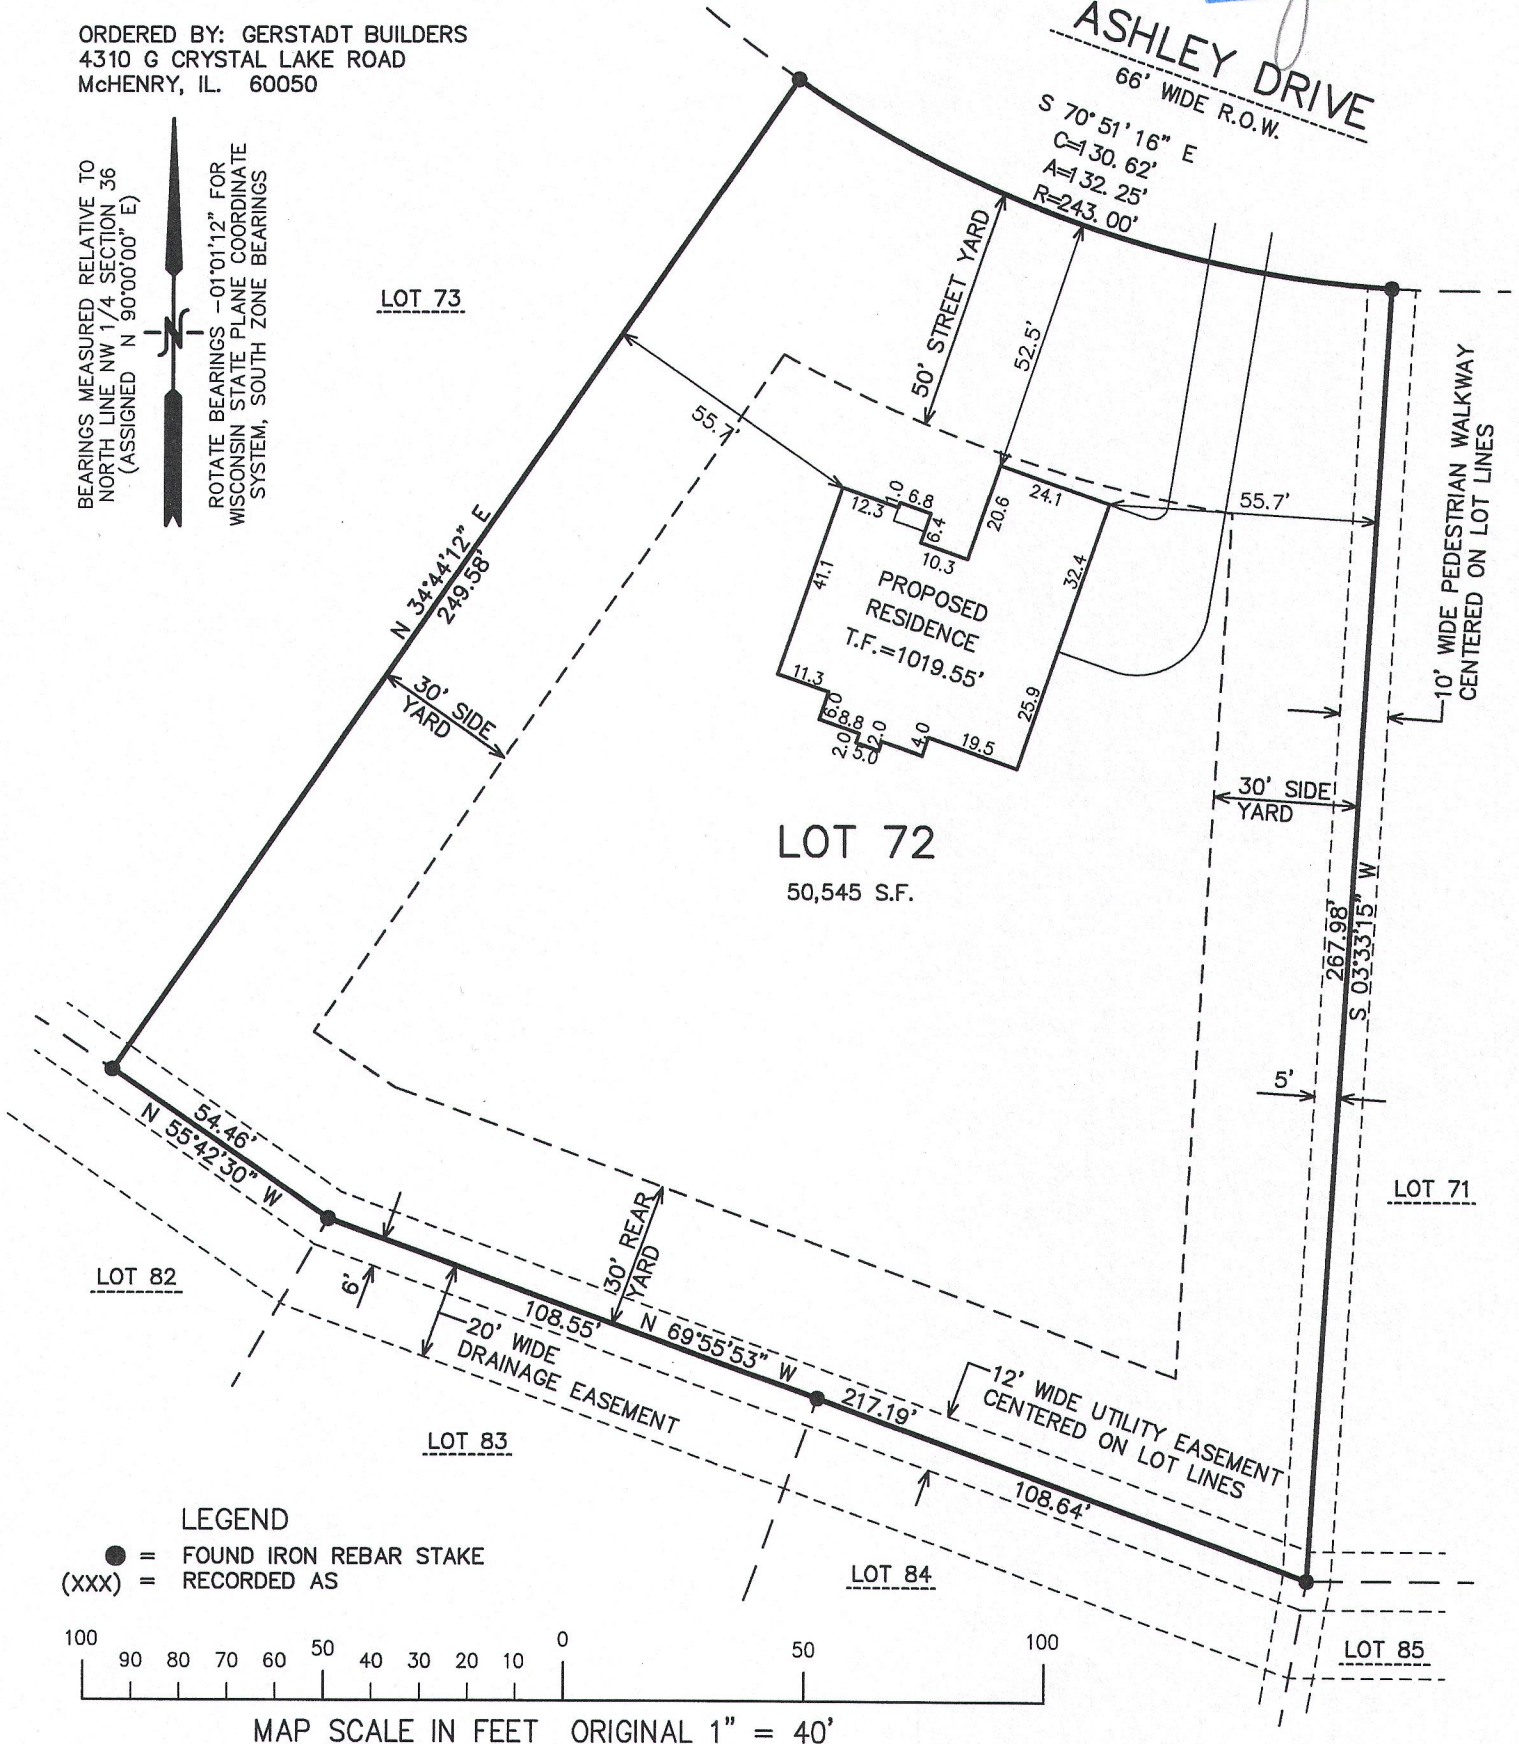 ORDERED BY: GERSTADT BUILDERS
4310 G CRYSTAL LAKE ROAD
McHENRY, IL. 60050
ASHLEY DRIVE
66' WIDE R.O.W.
S 70°51'16" E
C=130.62'
A=132.25'
R=243.00'
BEARINGS MEASURED RELATIVE TO
NORTH LINE NW 1/4 SECTION 36
(ASSIGNED N 90°00'00" E)
N
ROTATE BEARINGS -01°01'12" FOR
WISCONSIN STATE PLANE COORDINATE
SYSTEM, SOUTH ZONE BEARINGS
LOT 73
50' STREET YARD
52.5'
55.7'
55.7'
10' WIDE PEDESTRIAN WALKWAY
CENTERED ON LOT LINES
N 34°44'12" E
249.58'
12.3
1.0
6.8
6.4
10.3
20.6
24.1
41.1
32.4
PROPOSED
RESIDENCE
T.F.=1019.55'
11.3
6.0
8.8
2.0
5.0
2.0
4.0
19.5
25.9
30' SIDE
YARD
30' SIDE
YARD
LOT 72
50,545 S.F.
267.98'
S 03°33'15" W
5'
LOT 71
54.46'
N 55°42'30" W
LOT 82
6'
30' REAR
YARD
108.55'
N 69°55'53" W
217.19'
20' WIDE
DRAINAGE EASEMENT
12' WIDE UTILITY EASEMENT
CENTERED ON LOT LINES
108.64'
LOT 83
LOT 84
LOT 85
LEGEND
= FOUND IRON REBAR STAKE
(XXX) = RECORDED AS
100 90 80 70 60 50 40 30 20 10 0 50 100
MAP SCALE IN FEET ORIGINAL 1" = 40'